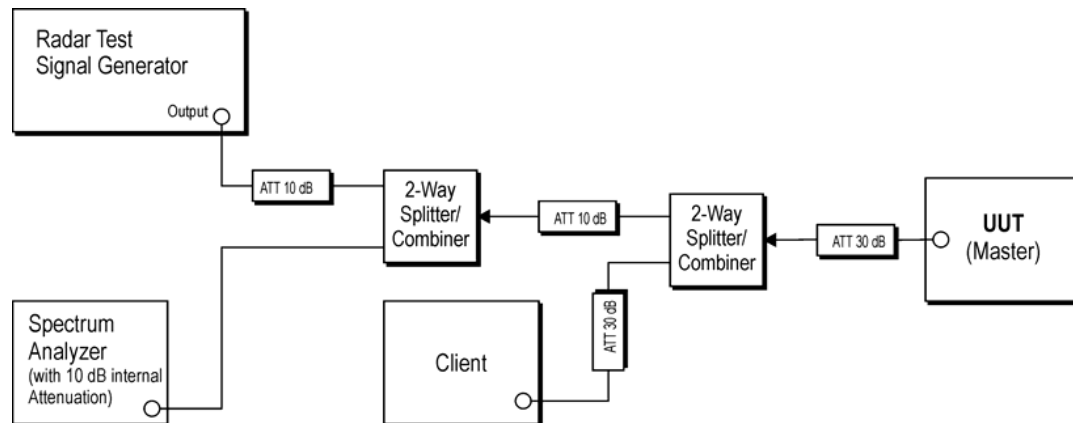 Radar Test
Signal Generator
Output
ATT 10 dB
2-Way
Splitter/
Combiner
ATT 10 dB
2-Way
Splitter/
Combiner
ATT 30 dB
UUT
(Master)
Spectrum
Analyzer
(with 10 dB internal
Attenuation)
Client
ATT 30 dB